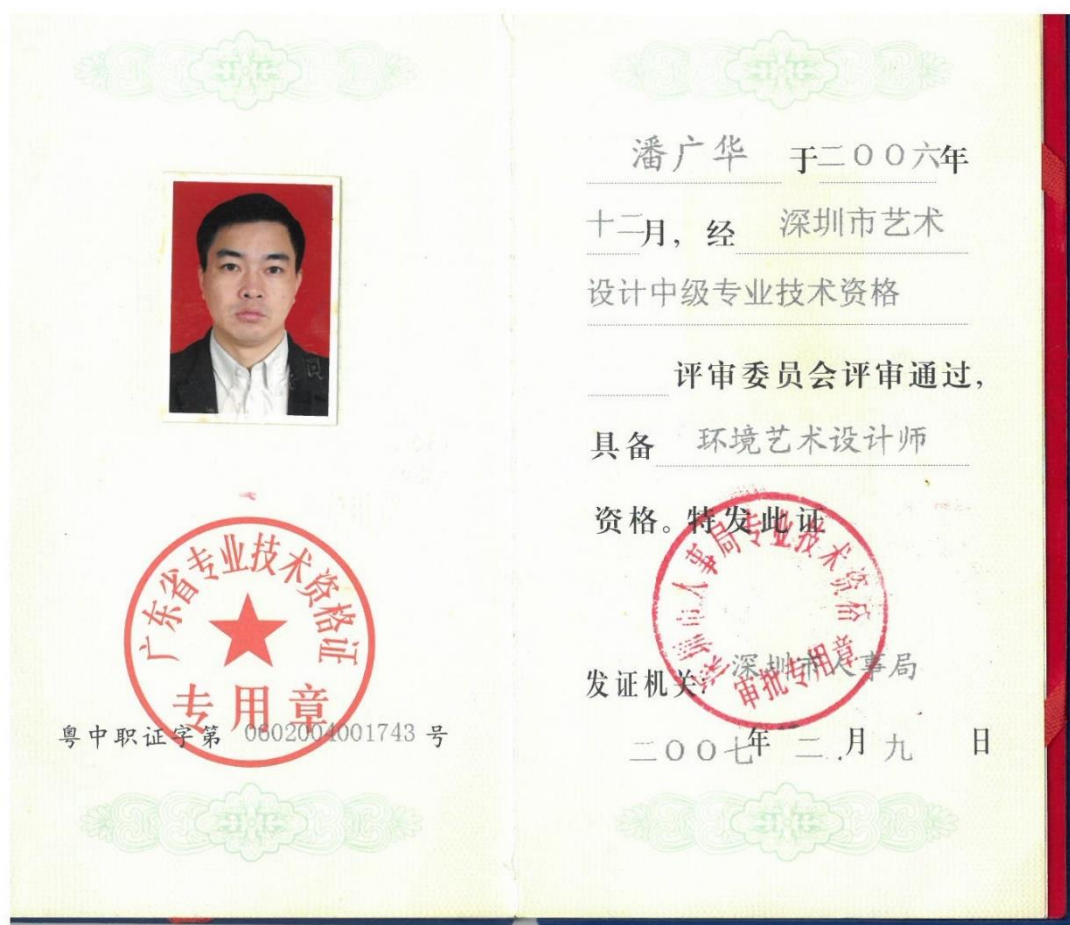 广东省专业技术资格证
专用章
粤中职证字第 0602004001743 号
潘广华 于二００六年
十二月，经 深圳市艺术
设计中级专业技术资格
评审委员会评审通过，
具备 环境艺术设计师
资格。特发此证
深圳市人事局专业技术资格
审批专用章
发证机关：深圳市人事局
二００七年 二 月 九 日